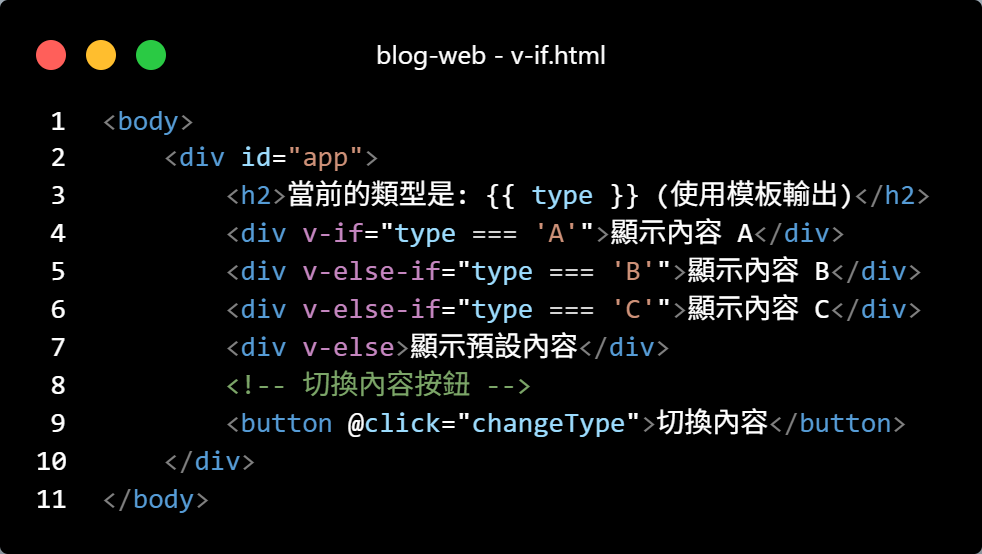 blog-web - v-if.html
1 <body>
2     <div id="app">
3         <h2>當前的類型是: {{ type }} (使用模板輸出)</h2>
4         <div v-if="type === 'A'">顯示內容 A</div>
5         <div v-else-if="type === 'B'">顯示內容 B</div>
6         <div v-else-if="type === 'C'">顯示內容 C</div>
7         <div v-else>顯示預設內容</div>
8         <!-- 切換內容按鈕 -->
9         <button @click="changeType">切換內容</button>
10     </div>
11 </body>